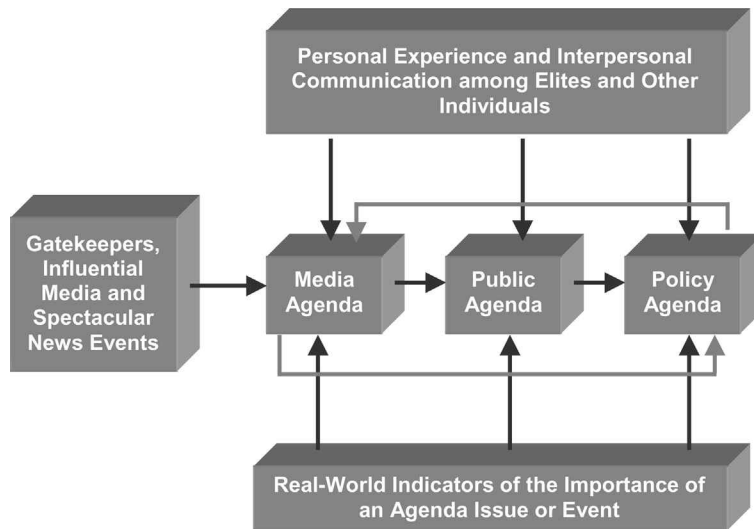 Personal Experience and Interpersonal
Communication among Elites and Other
Individuals
Gatekeepers,
Influential
Media and
Spectacular
News Events
Media
Agenda
Public
Agenda
Policy
Agenda
Real-World Indicators of the Importance of
an Agenda Issue or Event